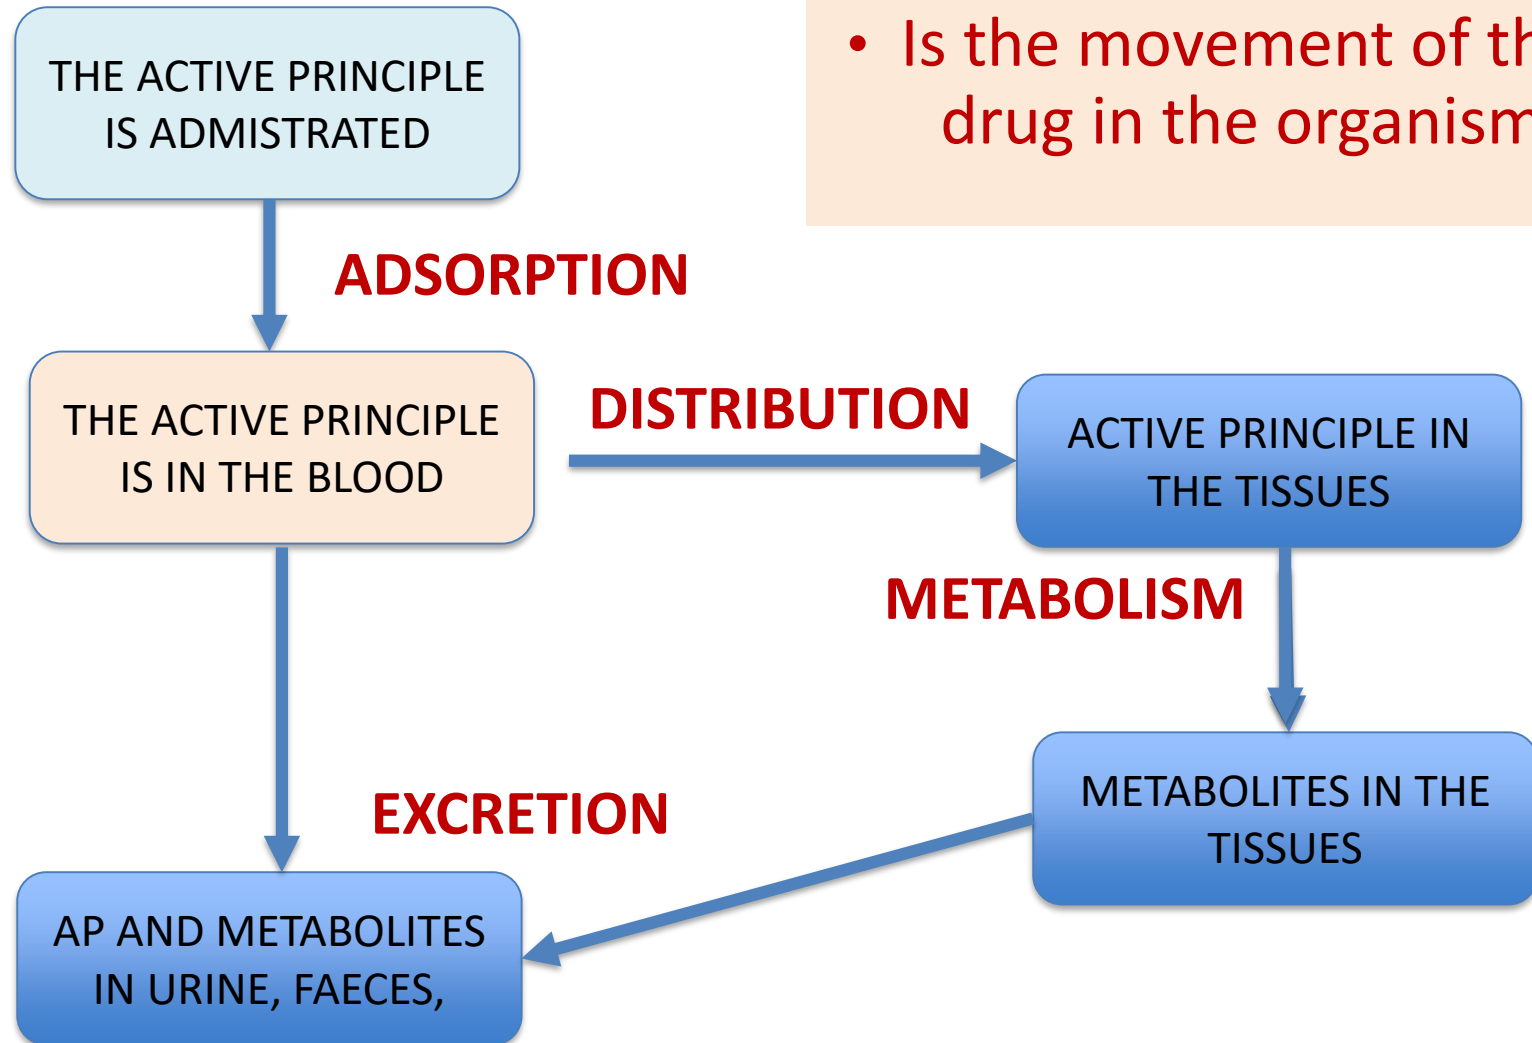 THE ACTIVE PRINCIPLE
IS ADMISTRATED
• Is the movement of th
drug in the organism
ADSORPTION
THE ACTIVE PRINCIPLE
IS IN THE BLOOD
DISTRIBUTION
ACTIVE PRINCIPLE IN
THE TISSUES
METABOLISM
METABOLITES IN THE
TISSUES
EXCRETION
AP AND METABOLITES
IN URINE, FAECES,